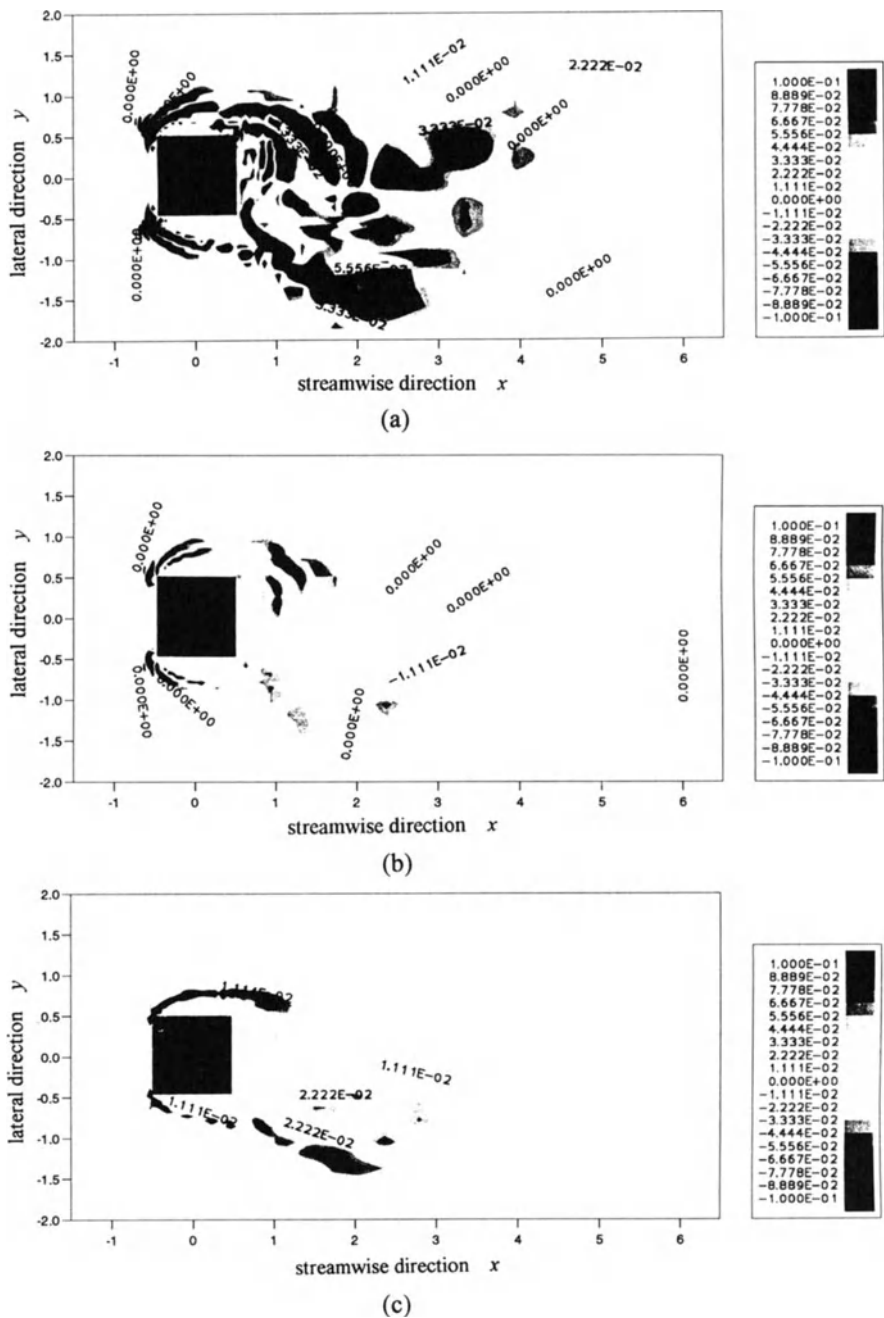 2.0
1.5
1.0
0.5
0.0
-0.5
-1.0
-1.5
-2.0
lateral direction y
0.000E+00
1.111E-02
0.000E+00
2.222E-02
0.000E+00
0.000E+00
5.556E-02
3.333E-02
0.000E+00
0.000E+00
-1 0 1 2 3 4 5 6
streamwise direction x
1.000E-01
8.889E-02
7.778E-02
6.667E-02
5.556E-02
4.444E-02
3.333E-02
2.222E-02
1.111E-02
0.000E+00
-1.111E-02
-2.222E-02
-3.333E-02
-4.444E-02
-5.556E-02
-6.667E-02
-7.778E-02
-8.889E-02
-1.000E-01
(a)
2.0
1.5
1.0
0.5
0.0
-0.5
-1.0
-1.5
-2.0
lateral direction y
0.000E+00
0.000E+00
0.000E+00
-1.111E-02
0.000E+00
0.000E+00
0.000E+00
0.000E+00
-1 0 1 2 3 4 5 6
streamwise direction x
1.000E-01
8.889E-02
7.778E-02
6.667E-02
5.556E-02
4.444E-02
3.333E-02
2.222E-02
1.111E-02
0.000E+00
-1.111E-02
-2.222E-02
-3.333E-02
-4.444E-02
-5.556E-02
-6.667E-02
-7.778E-02
-8.889E-02
-1.000E-01
(b)
2.0
1.5
1.0
0.5
0.0
-0.5
-1.0
-1.5
-2.0
lateral direction y
1.111E-02
1.111E-02
2.222E-02
1.111E-02
2.222E-02
-1 0 1 2 3 4 5 6
streamwise direction x
1.000E-01
8.889E-02
7.778E-02
6.667E-02
5.556E-02
4.444E-02
3.333E-02
2.222E-02
1.111E-02
0.000E+00
-1.111E-02
-2.222E-02
-3.333E-02
-4.444E-02
-5.556E-02
-6.667E-02
-7.778E-02
-8.889E-02
-1.000E-01
(c)